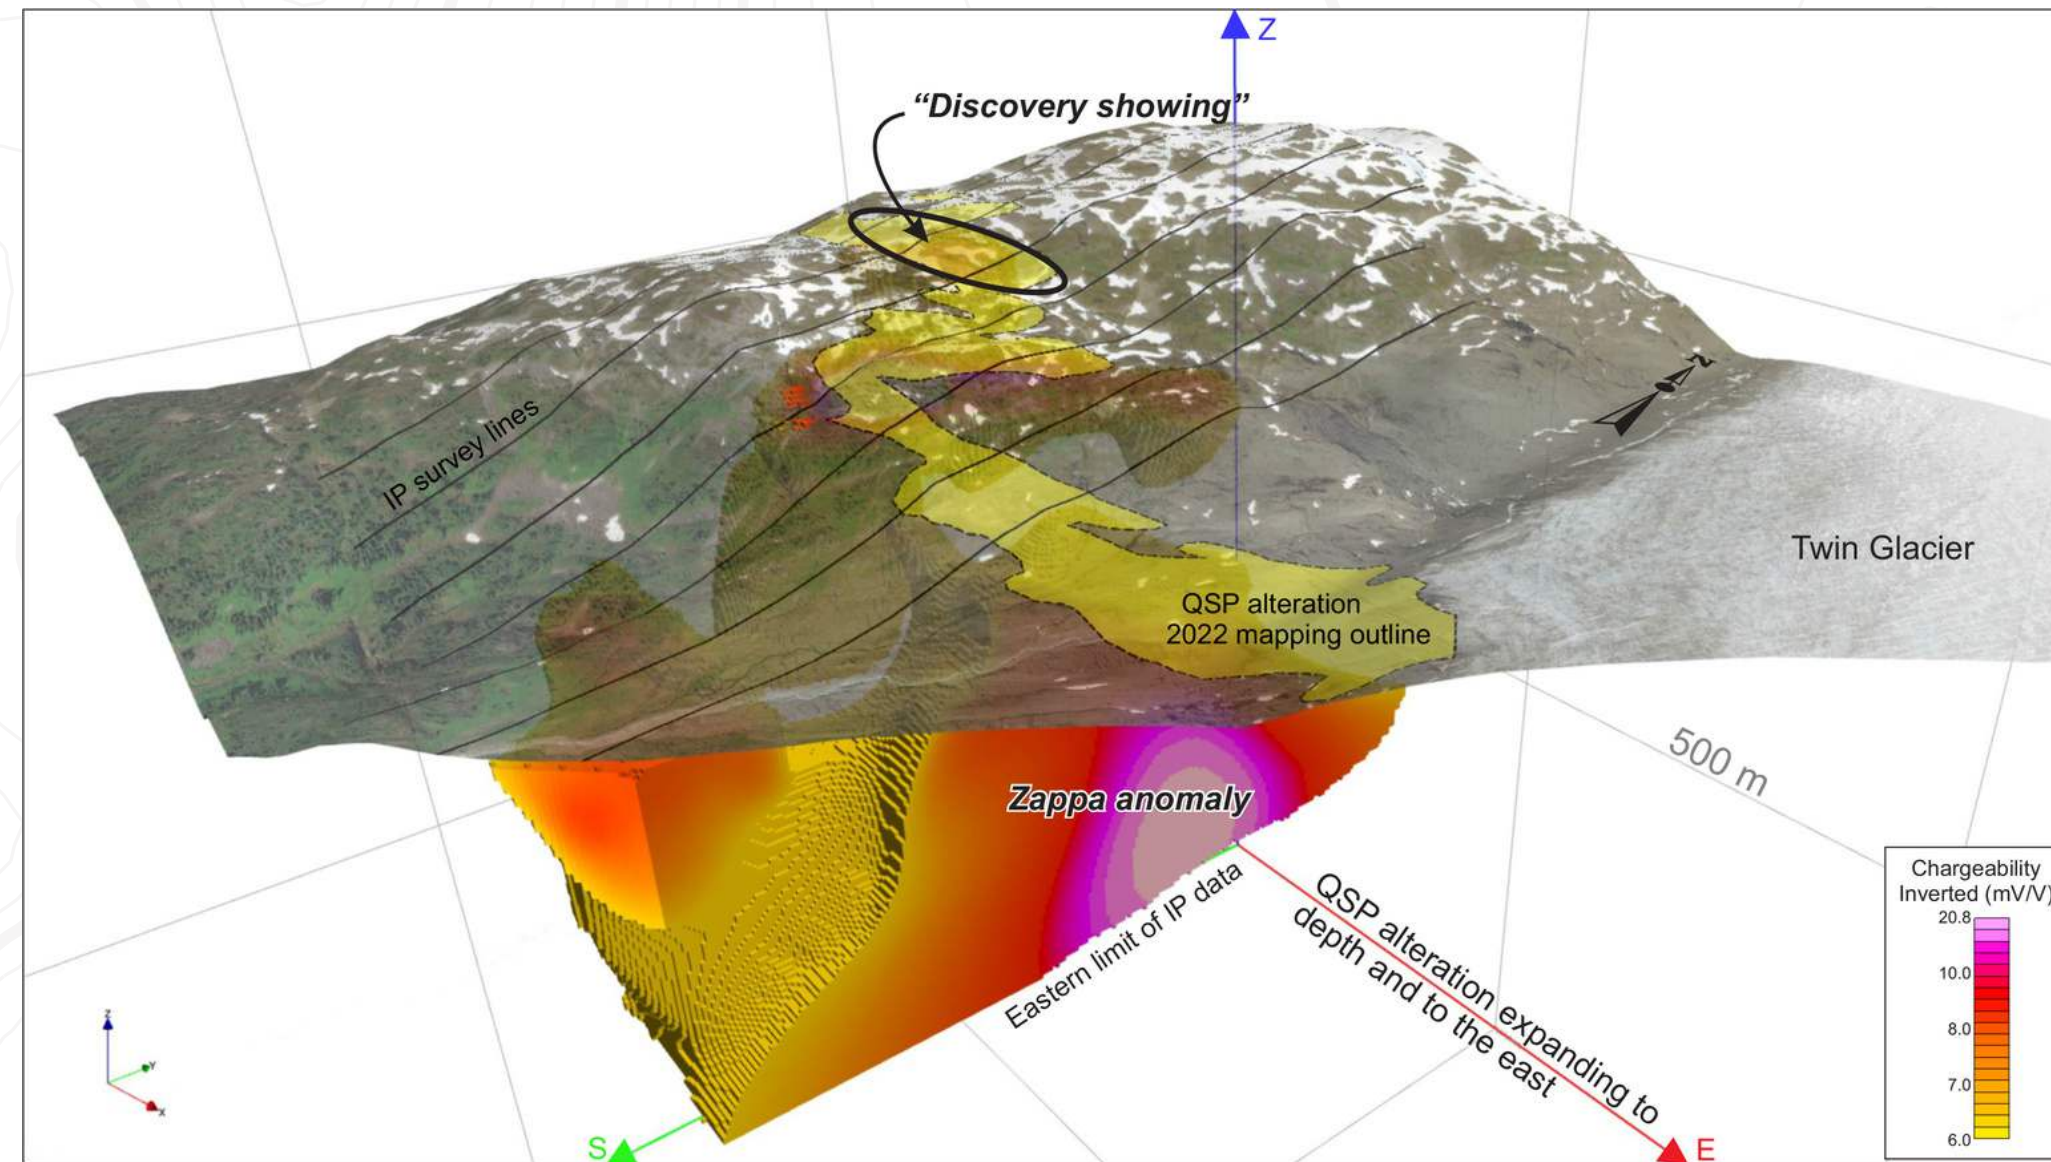 Z
“Discovery showing”
N
IP survey lines
Twin Glacier
QSP alteration
2022 mapping outline
500 m
Zappa anomaly
Eastern limit of IP data
QSP alteration expanding to
depth and to the east
Chargeability
Inverted (mV/V)
20.8
10.0
8.0
7.0
6.0
Z
Y
X
S
E